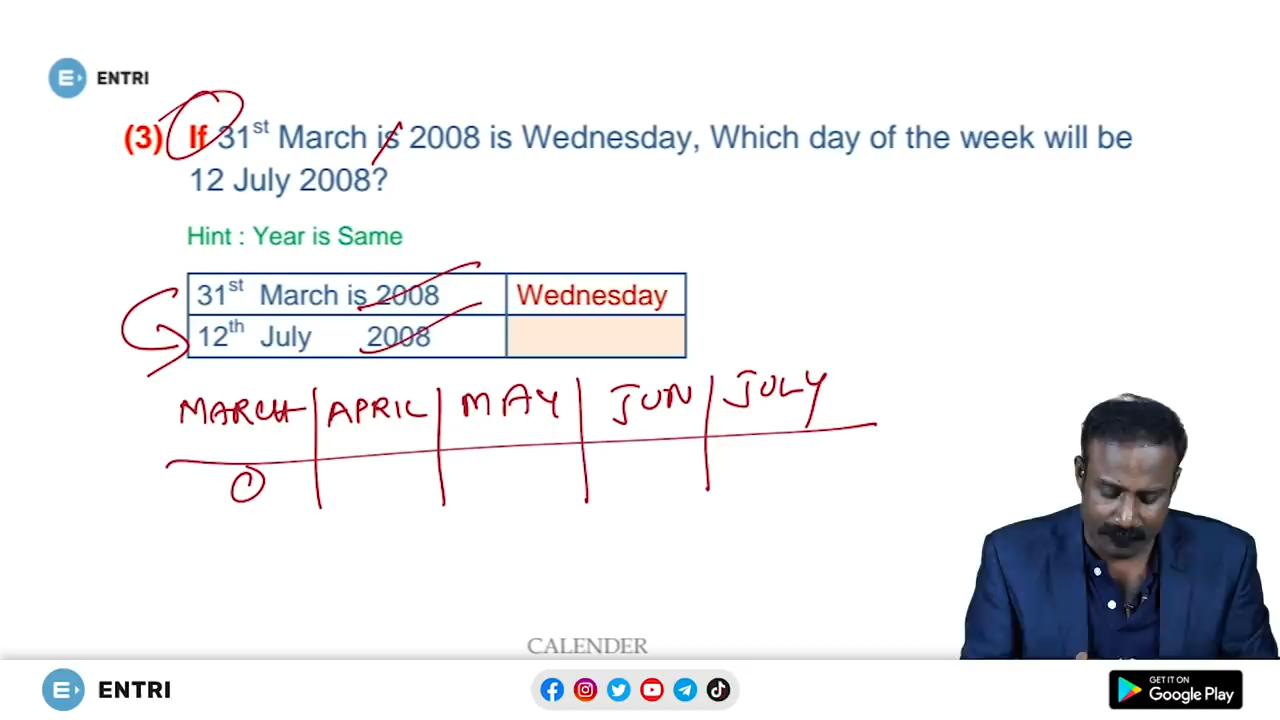 ENTRI
(3) If 31st March is 2008 is Wednesday, Which day of the week will be
12 July 2008?
Hint : Year is Same
31st March is 2008 Wednesday
12th July 2008
MARCH APRIL MAY JUN JULY
0
CALENDER
ENTRI
GET IT ON
Google Play